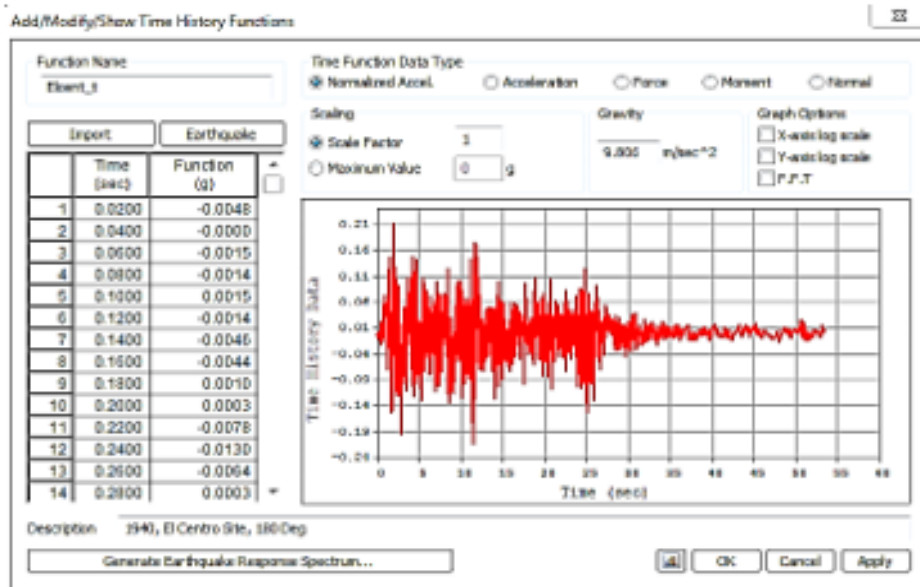 Add/Modify/Show Time History Functions
Function Name
Time Function Data Type
Normalized Accel. Acceleration Force Moment Normal
Scaling
Gravity
Graph Options
Import Earthquake
Scale Factor 1
9.806 m/sec^2
X-axis log scale
Y-axis log scale
F.F.T
Maximum Value 0 g
Time (sec) Function (g)
1 0.0200 -0.0048
2 0.0400 -0.0000
3 0.0600 -0.0015
4 0.0800 -0.0014
5 0.1000 0.0015
6 0.1200 -0.0014
7 0.1400 -0.0046
8 0.1600 -0.0044
9 0.1800 0.0010
10 0.2000 0.0003
11 0.2200 -0.0078
12 0.2400 -0.0130
13 0.2600 -0.0064
14 0.2800 0.0003
Time History Data
0.21
0.16
0.11
0.06
0.01
-0.04
-0.09
-0.14
-0.19
-0.24
0 5 10 15 20 25 30 35 40 45 50 55 60
Time (sec)
Description 1940, El Centro Site, 180 Deg
Generate Earthquake Response Spectrum... OK Cancel Apply